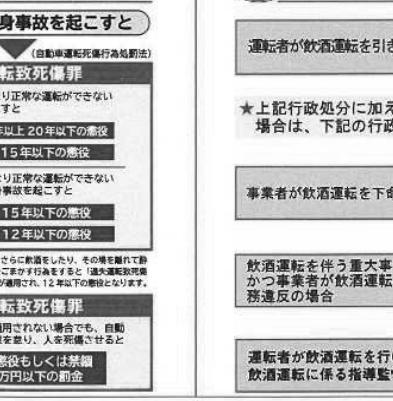 身事故を起こすと
(自動車運転死傷行為処罰法)
転致死傷罪
り正常な運転ができない
すと
年以上20年以下の懲役
15年以下の懲役
り正常な運転ができない
事故を起こすと
15年以下の懲役
12年以下の懲役
さらに飲酒をしたり、その場を離れて酔
ごまかす行為をすると「過失運転致死傷
が適用され、12年以下の懲役となります。
転致死傷罪
用されない場合でも、自動
を怠り、人を死傷させると
懲役もしくは禁錮
万円以下の罰金
運転者が飲酒運転を引き
★上記行政処分に加え
場合は、下記の行政
事業者が飲酒運転を下命
飲酒運転を伴う重大事
かつ事業者が飲酒運転
務違反の場合
運転者が飲酒運転を行い
飲酒運転に係る指導監